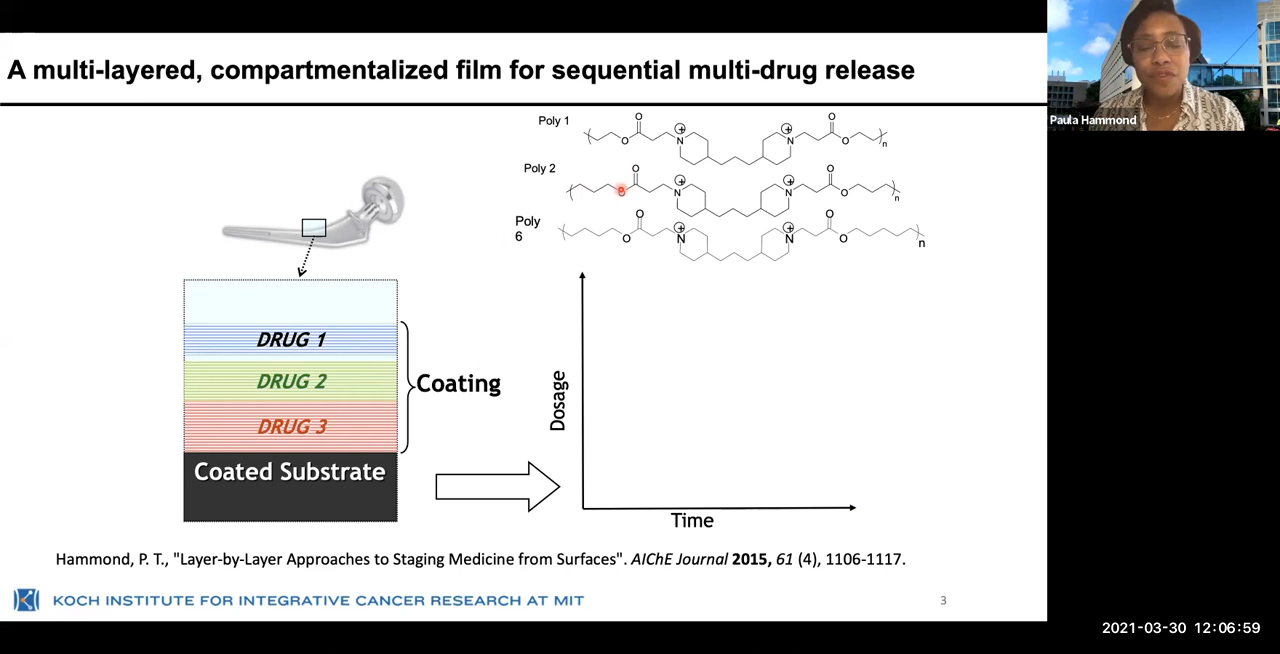 A multi-layered, compartmentalized film for sequential multi-drug release
Paula Hammond
Poly 1
O
O
N
N
O
O
n
Poly 2
O
O
N
N
O
O
n
Poly
6
O
O
N
N
O
O
n
DRUG 1
DRUG 2
DRUG 3
Coating
Coated Substrate
Dosage
Time
Hammond, P. T., "Layer-by-Layer Approaches to Staging Medicine from Surfaces". AIChE Journal 2015, 61 (4), 1106-1117.
KOCH INSTITUTE FOR INTEGRATIVE CANCER RESEARCH AT MIT
3
2021-03-30 12:06:59